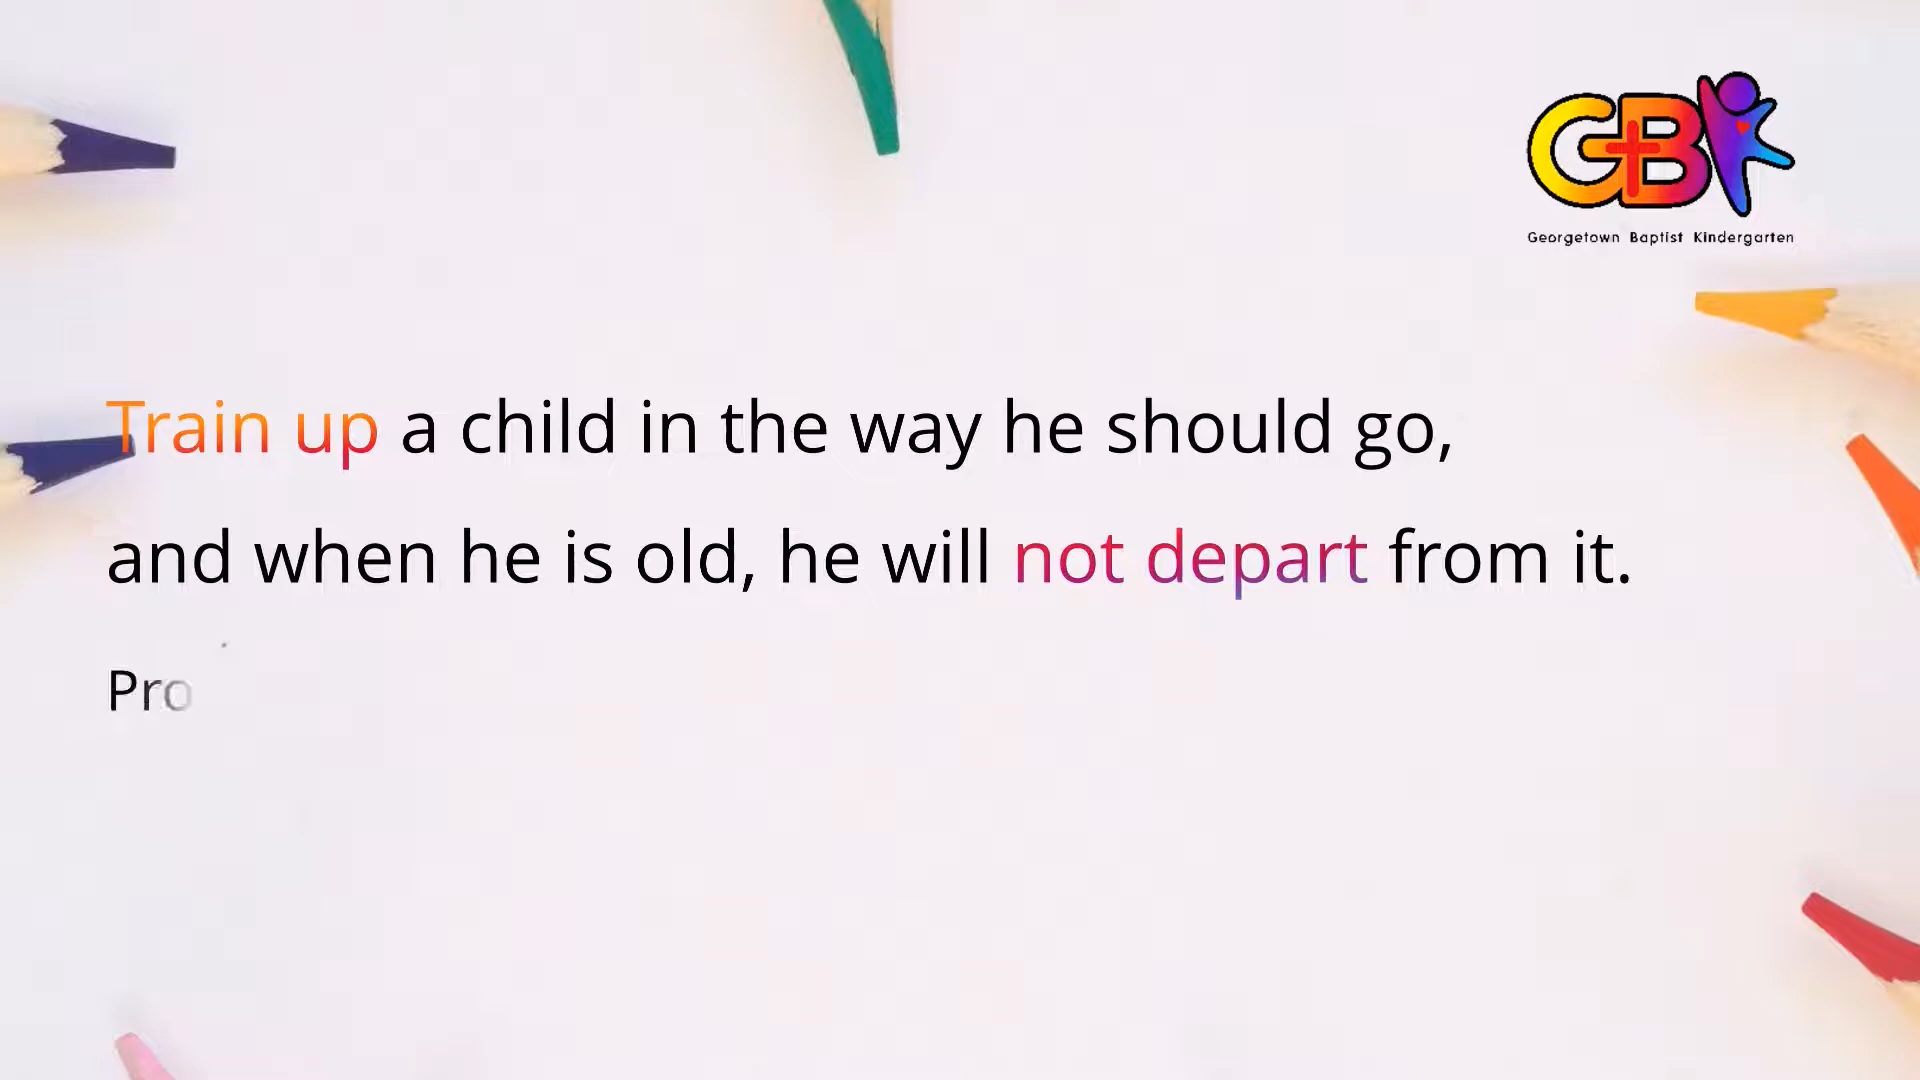 GBK
Georgetown Baptist Kindergarten
Train up a child in the way he should go,
and when he is old, he will not depart from it.
Pro